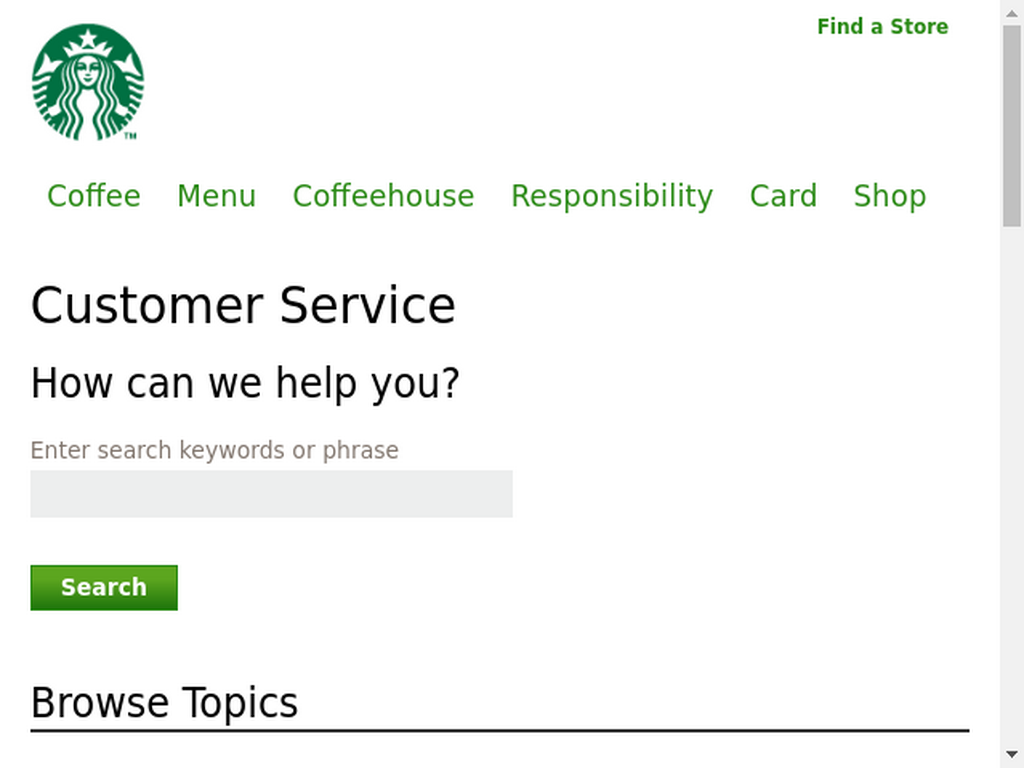 Find a Store
TM
Coffee Menu Coffeehouse Responsibility Card Shop
Customer Service
How can we help you?
Enter search keywords or phrase
Search
Browse Topics